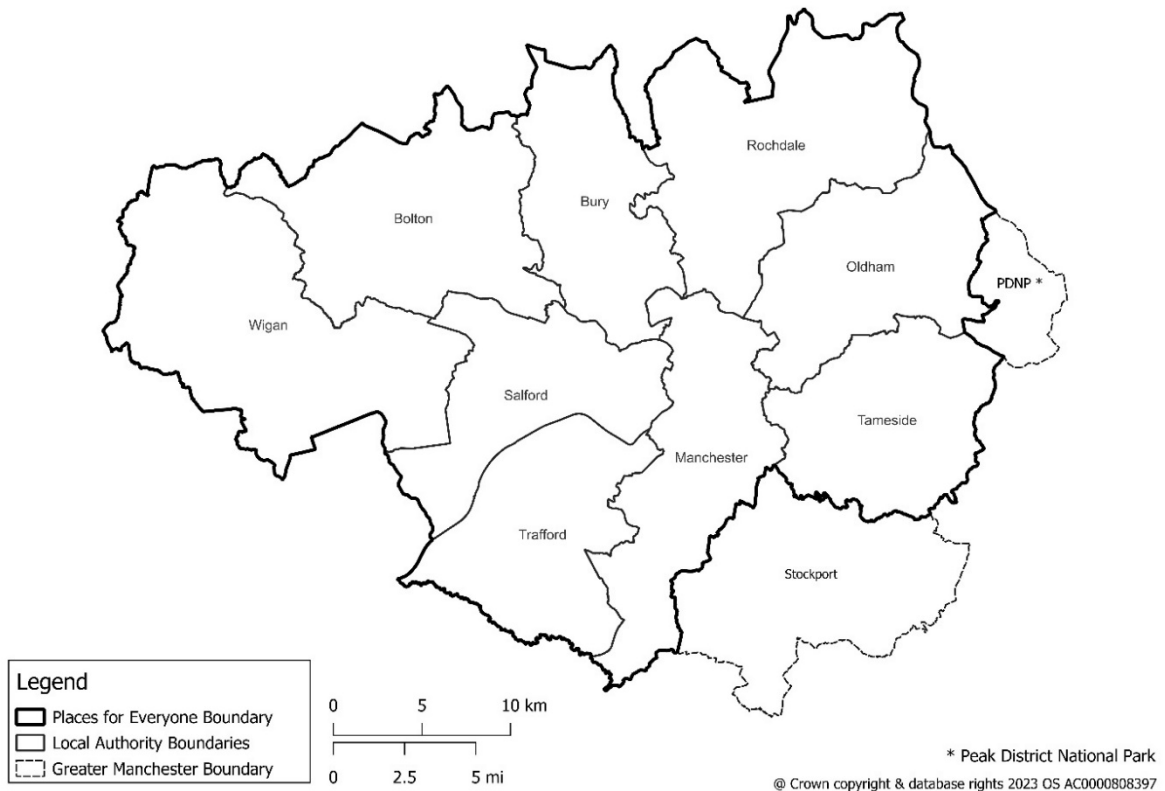 Rochdale
Bury
Bolton
Oldham
PDNP *
Wigan
Salford
Tameside
Manchester
Trafford
Stockport
Legend
Places for Everyone Boundary
Local Authority Boundaries
Greater Manchester Boundary
0 5 10 km
0 2.5 5 mi
* Peak District National Park
@ Crown copyright & database rights 2023 OS AC0000808397